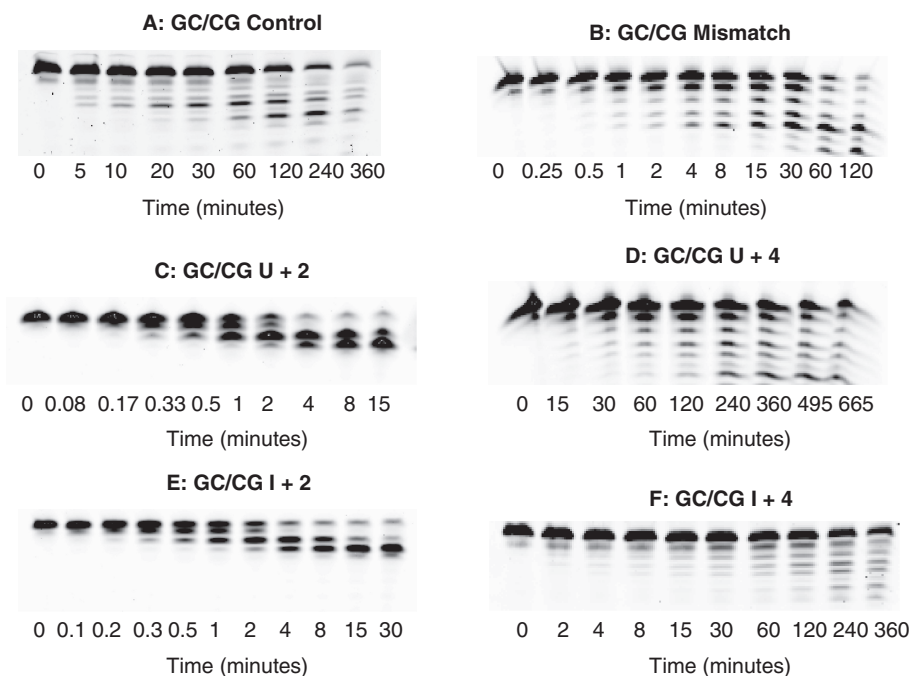 A: GC/CG Control
0 5 10 20 30 60 120 240 360
Time (minutes)
B: GC/CG Mismatch
0 0.25 0.5 1 2 4 8 15 30 60 120
Time (minutes)
C: GC/CG U + 2
0 0.08 0.17 0.33 0.5 1 2 4 8 15
Time (minutes)
D: GC/CG U + 4
0 15 30 60 120 240 360 495 665
Time (minutes)
E: GC/CG I + 2
0 0.1 0.2 0.3 0.5 1 2 4 8 15 30
Time (minutes)
F: GC/CG I + 4
0 2 4 8 15 30 60 120 240 360
Time (minutes)